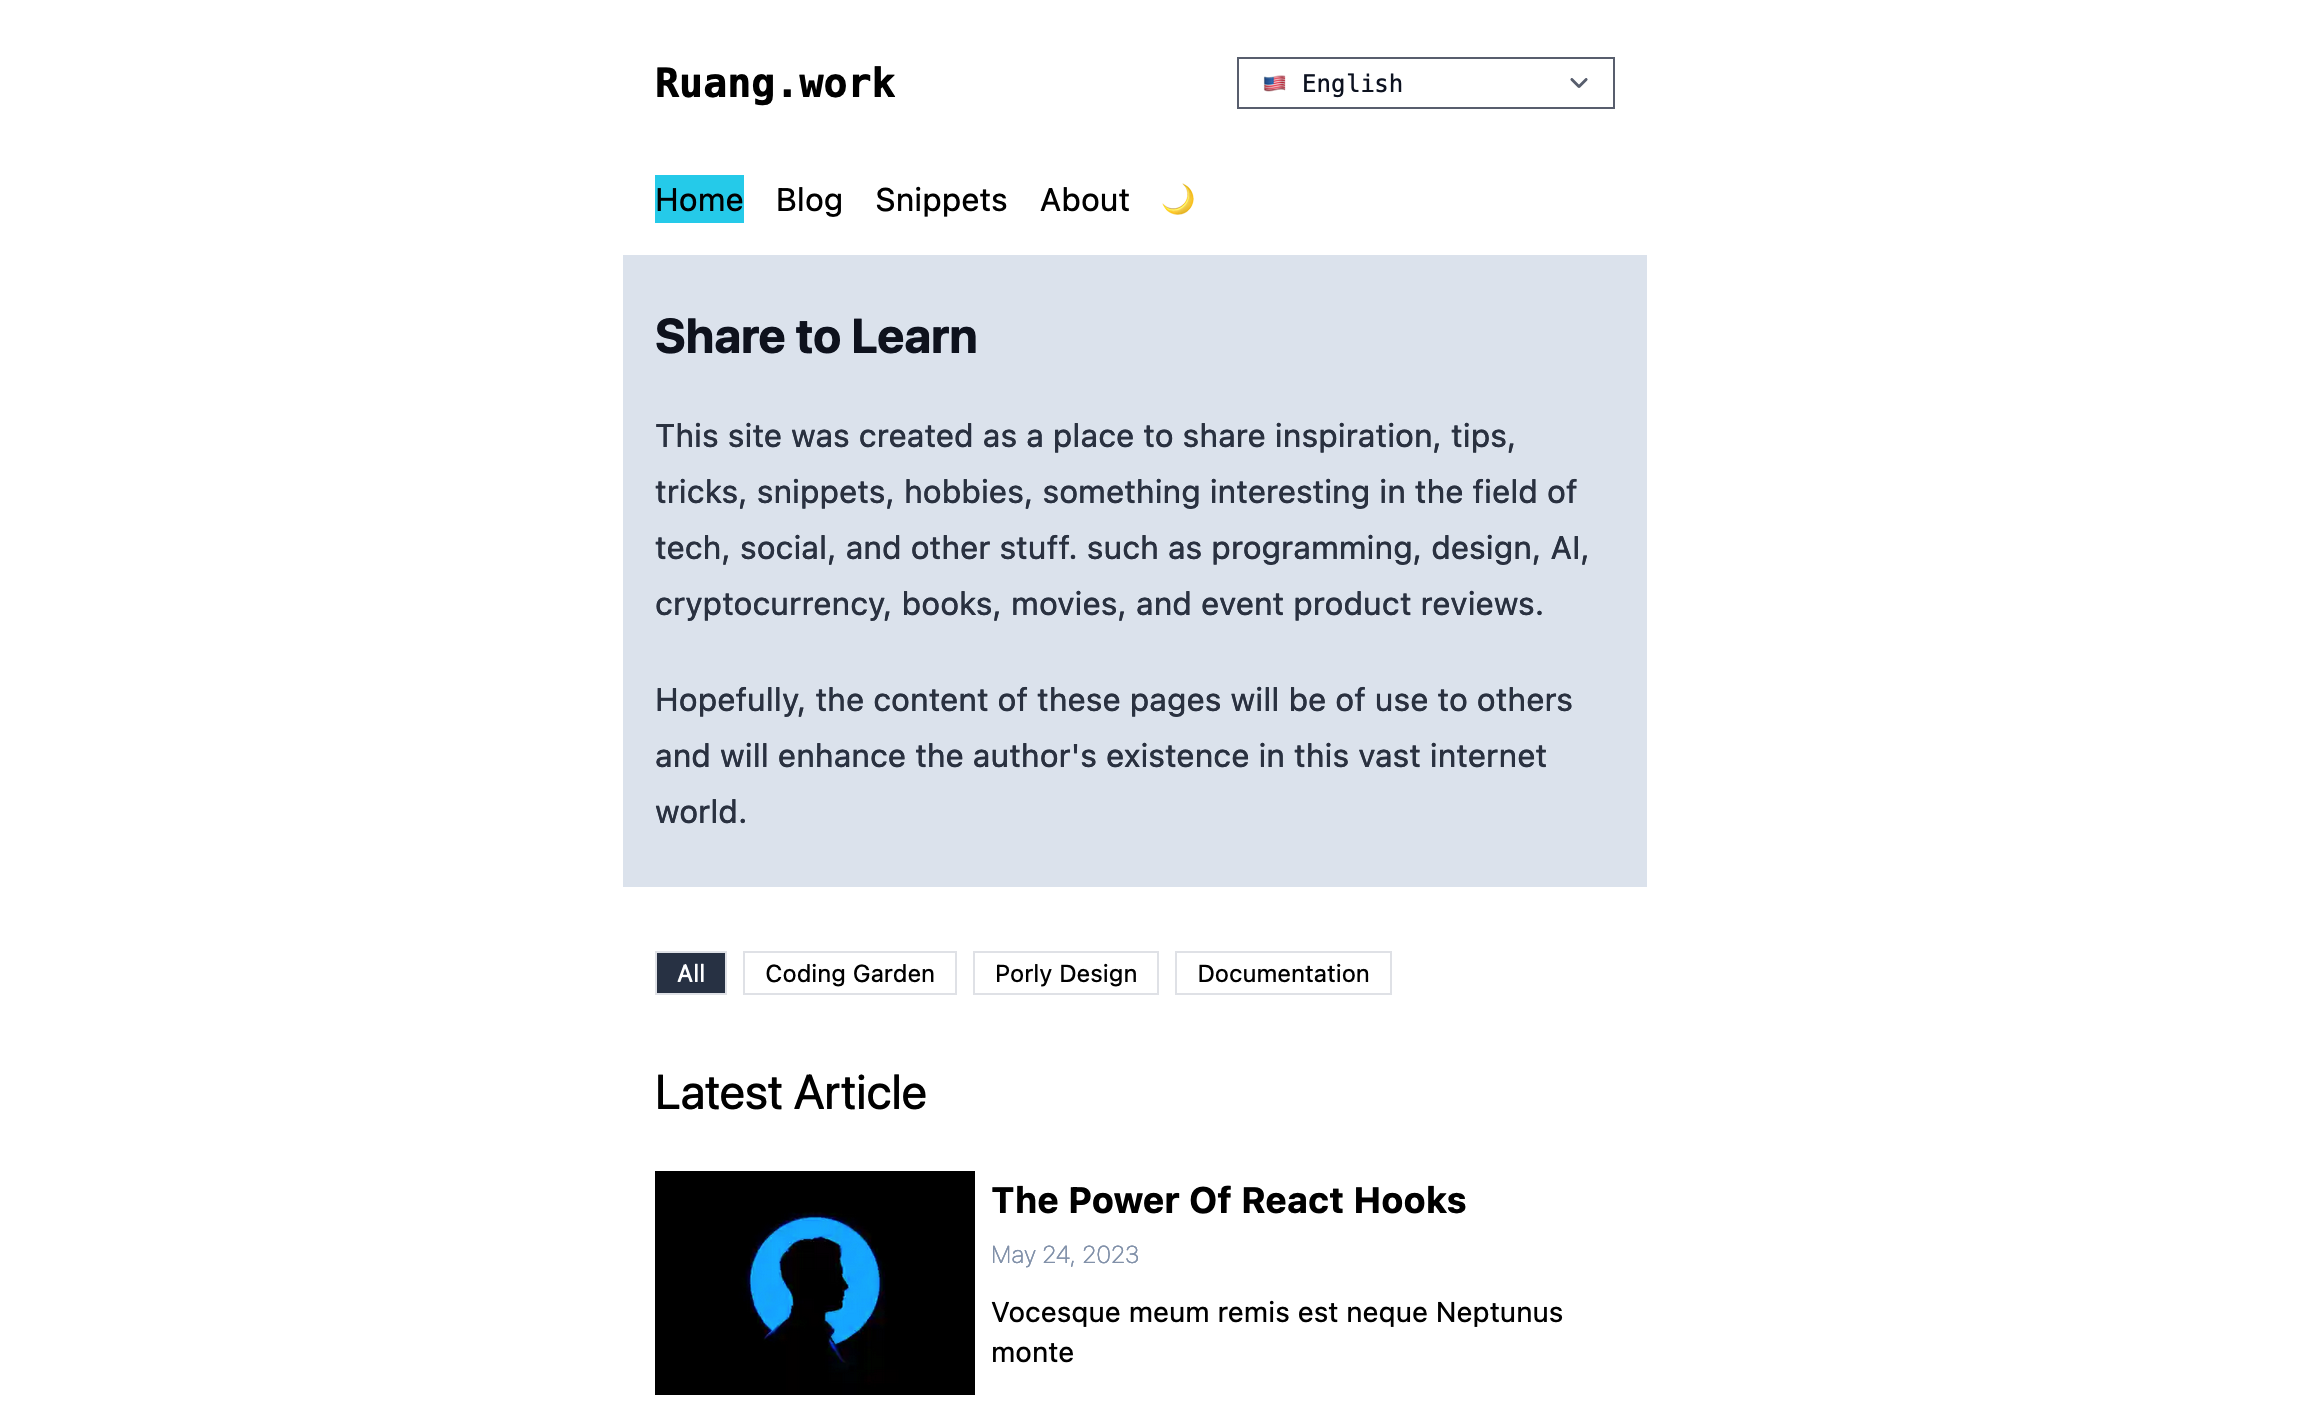 Ruang.work
English
Home Blog Snippets About
Share to Learn
This site was created as a place to share inspiration, tips,
tricks, snippets, hobbies, something interesting in the field of
tech, social, and other stuff. such as programming, design, AI,
cryptocurrency, books, movies, and event product reviews.
Hopefully, the content of these pages will be of use to others
and will enhance the author's existence in this vast internet
world.
All Coding Garden Porly Design Documentation
Latest Article
The Power Of React Hooks
May 24, 2023
Vocesque meum remis est neque Neptunus
monte